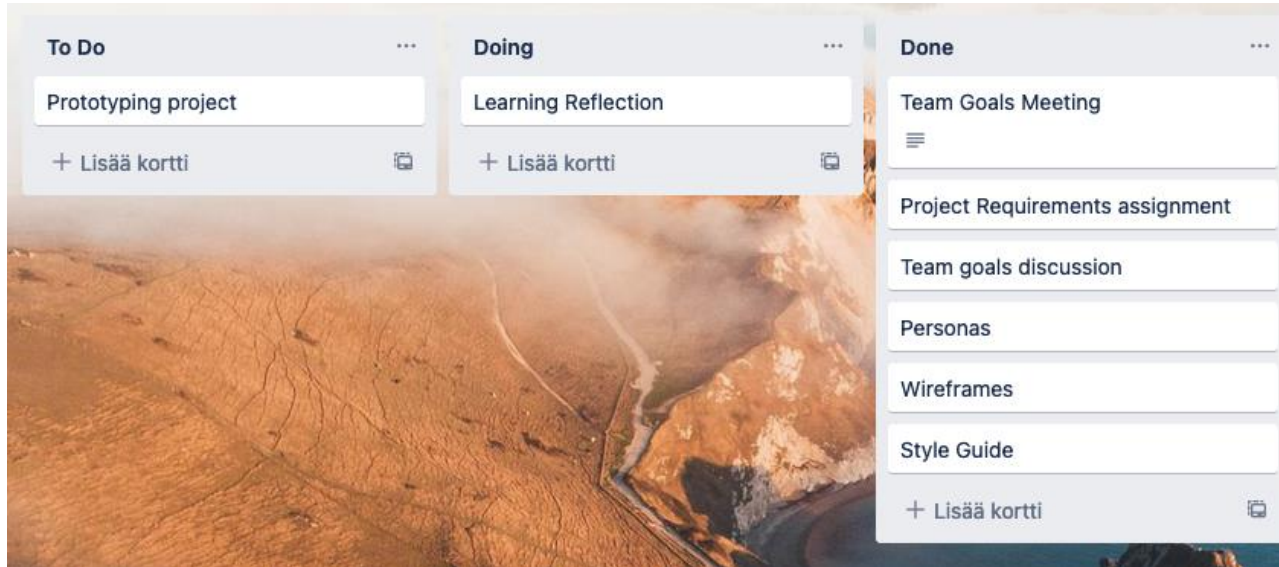 To Do
Prototyping project
+ Lisää kortti
Doing
Learning Reflection
+ Lisää kortti
Done
Team Goals Meeting
Project Requirements assignment
Team goals discussion
Personas
Wireframes
Style Guide
+ Lisää kortti